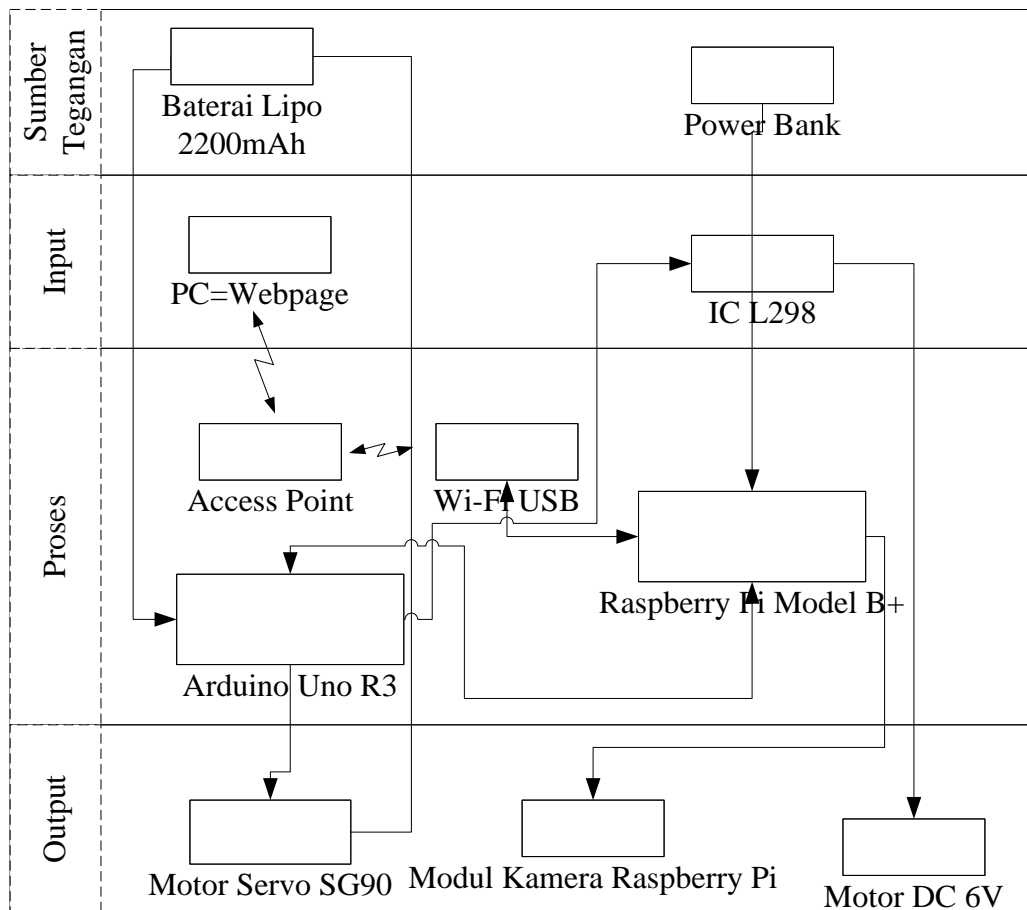 Sumber
Tegangan
Baterai Lipo
2200mAh
Power Bank
Input
PC=Webpage
IC L298
Proses
Access Point
Wi-Fi USB
Raspberry Pi Model B+
Arduino Uno R3
Output
Motor Servo SG90
Modul Kamera Raspberry Pi
Motor DC 6V